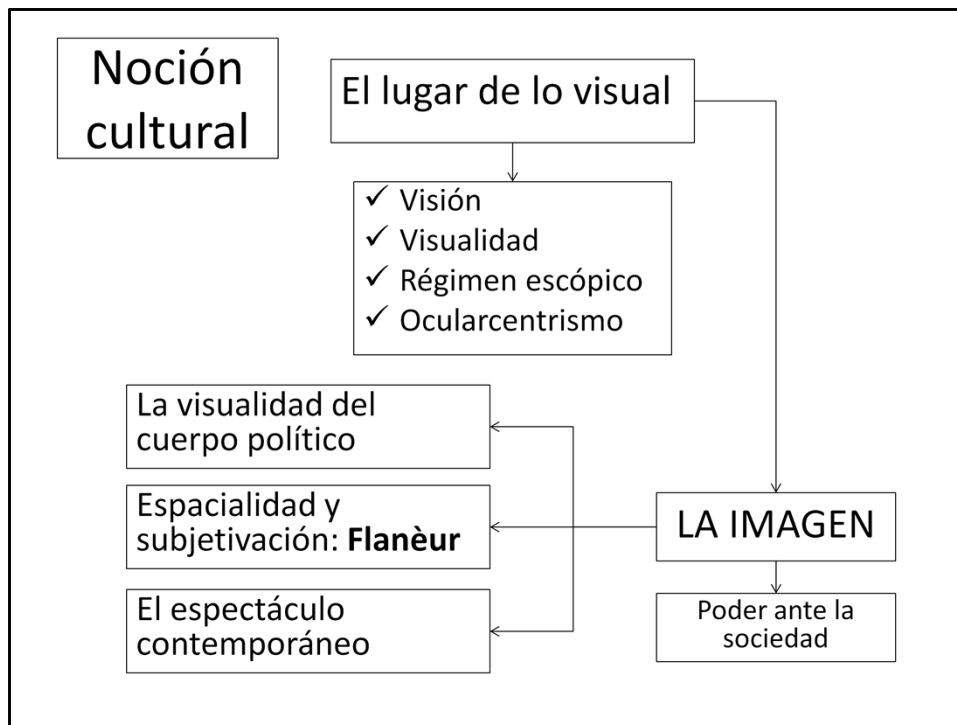 Noción
cultural
El lugar de lo visual
✓ Visión
✓ Visualidad
✓ Régimen escópico
✓ Ocularcentrismo
La visualidad del
cuerpo político
Espacialidad y
subjetivación: Flanèur
El espectáculo
contemporáneo
LA IMAGEN
Poder ante la
sociedad